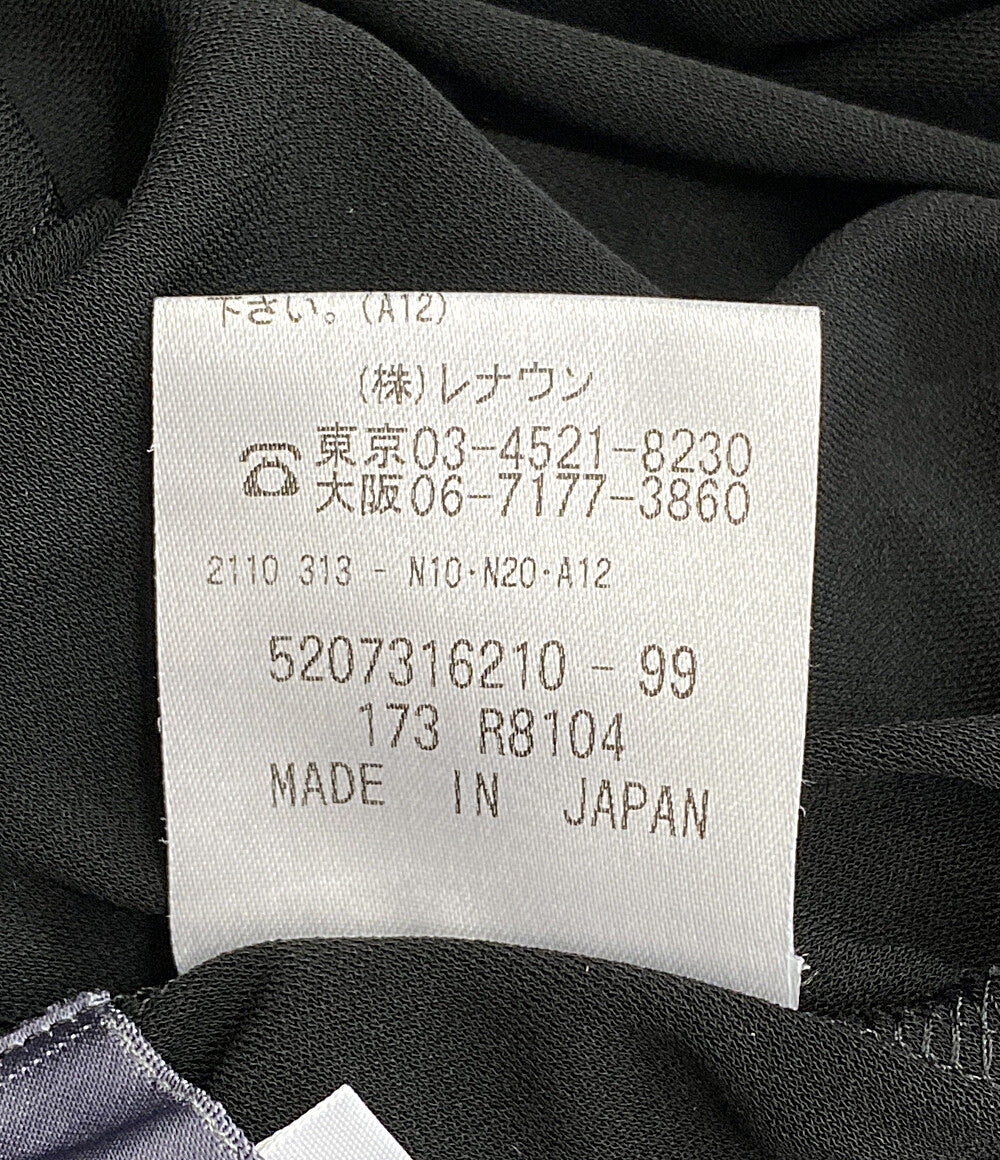 下さい。(A12)
(株)レナウン
東京03-4521-8230
大阪06-7177-3860
2110 313 - N10·N20·A12
5207316210 - 99
173 R8104
MADE IN JAPAN